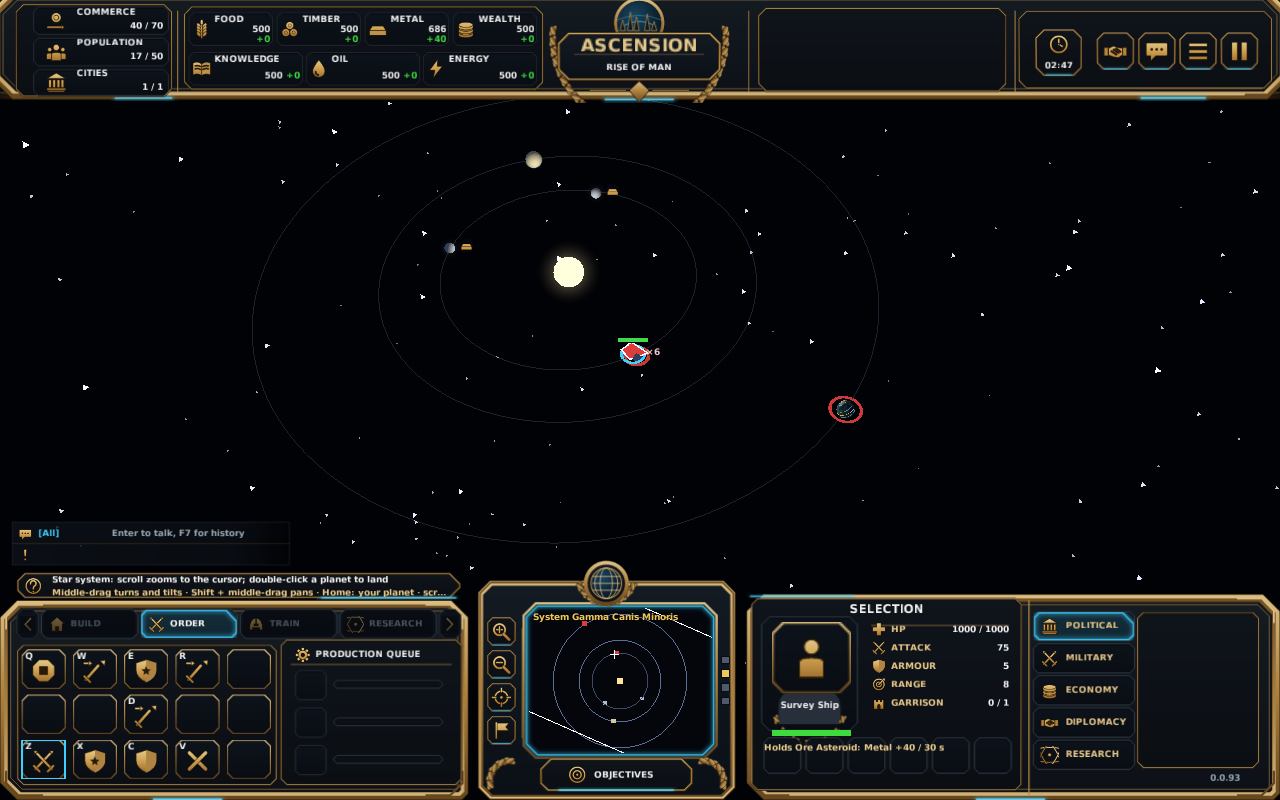 COMMERCE
40 / 70
POPULATION
17 / 50
CITIES
1 / 1
FOOD
500
+0
TIMBER
500
+0
METAL
686
+40
WEALTH
500
+0
KNOWLEDGE
500 +0
OIL
500 +0
ENERGY
500 +0
ASCENSION
RISE OF MAN
02:47
×6
[All] Enter to talk, F7 for history
!
Star system: scroll zooms to the cursor; double-click a planet to land
Middle-drag turns and tilts · Shift + middle-drag pans · Home: your planet · scr...
BUILD
ORDER
TRAIN
RESEARCH
Q
W
E
R
D
Z
X
C
V
PRODUCTION QUEUE
System Gamma Canis Minoris
OBJECTIVES
SELECTION
Survey Ship
HP 1000 / 1000
ATTACK 75
ARMOUR 5
RANGE 8
GARRISON 0 / 1
Holds Ore Asteroid: Metal +40 / 30 s
POLITICAL
MILITARY
ECONOMY
DIPLOMACY
RESEARCH
0.0.93